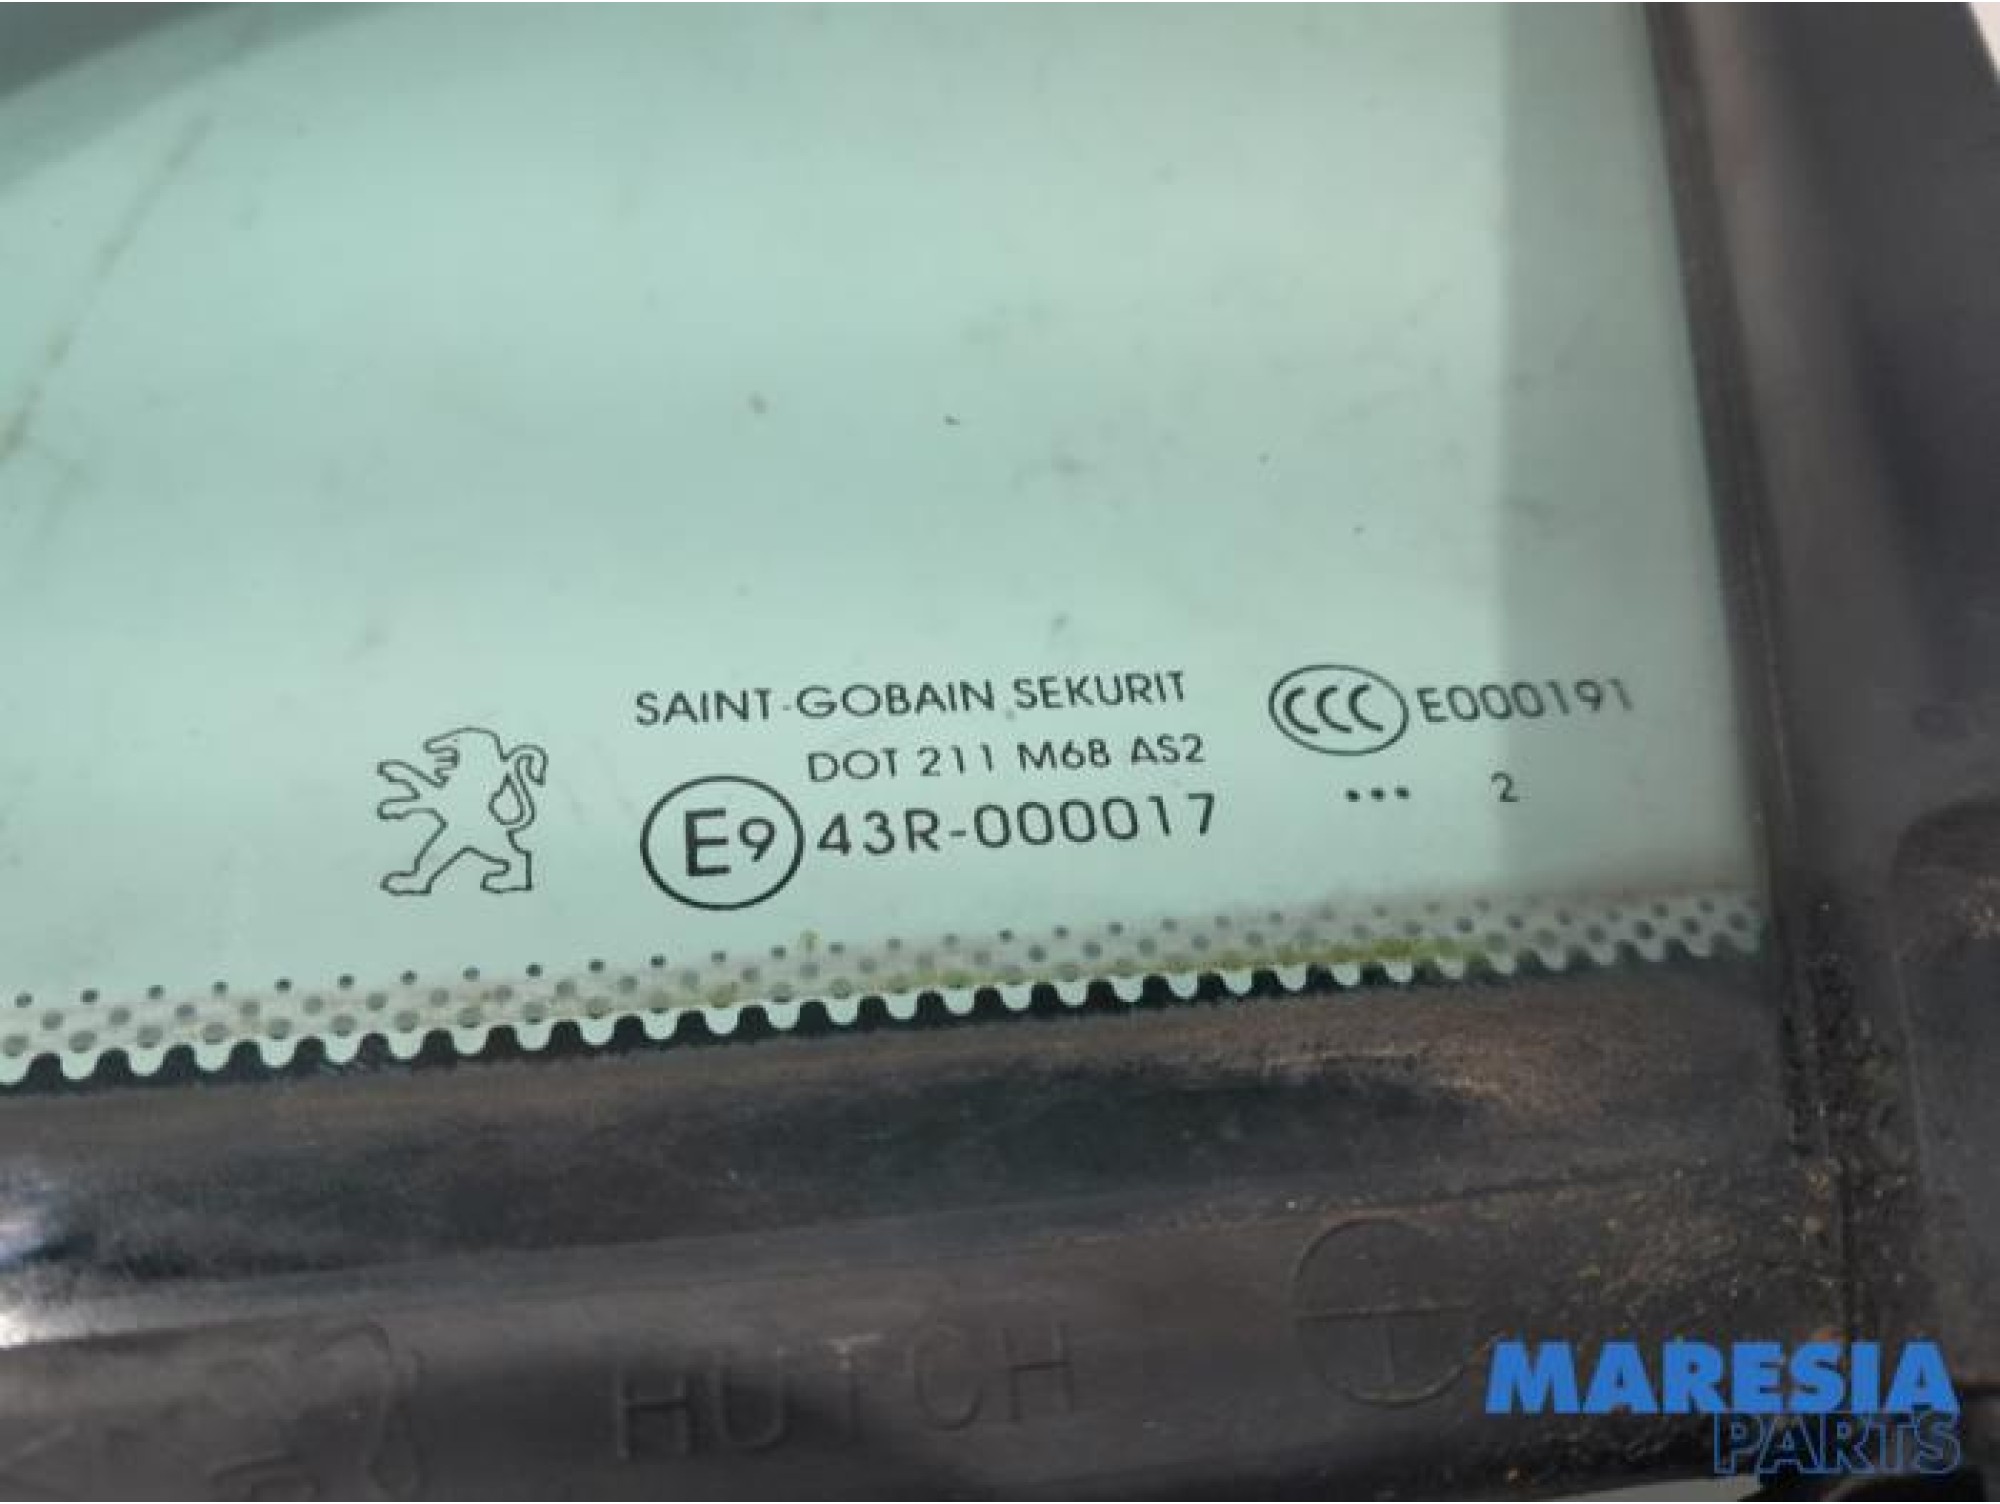 SAINT-GOBAIN SEKURIT
DOT 211 M68 AS2
E9 43R-000017
CCC E000191
... 2
HUTCH
MARESIA
PARTS